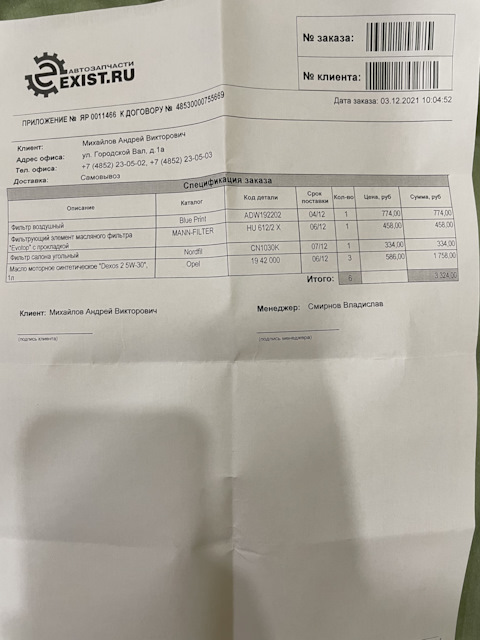 АВТОЗАПЧАСТИ
EXIST.RU
№ заказа:
№ клиента:
Дата заказа: 03.12.2021 10:04:52
ПРИЛОЖЕНИЕ № ЯР 0011466 К ДОГОВОРУ № 48530000755669
Клиент: Михайлов Андрей Викторович
Адрес офиса: ул. Городской Вал, д.1а
Тел. офиса: +7 (4852) 23-05-02, +7 (4852) 23-05-03
Доставка: Самовывоз
Спецификация заказа
Описание Каталог Код детали Срок поставки Кол-во Цена, руб Сумма, руб
Фильтр воздушный Blue Print ADW192202 04/12 1 774,00 774,00
Фильтрующий элемент масляного фильтра MANN-FILTER HU 612/2 X 06/12 1 458,00 458,00
"Evotop" с прокладкой
Фильтр салона угольный Nordfil CN1030K 07/12 1 334,00 334,00
Масло моторное синтетическое "Dexos 2 5W-30", Opel 19 42 000 06/12 3 586,00 1 758,00
1л
Итого: 6 3 324,00
Клиент: Михайлов Андрей Викторович Менеджер: Смирнов Владислав
(подпись клиента) (подпись менеджера)